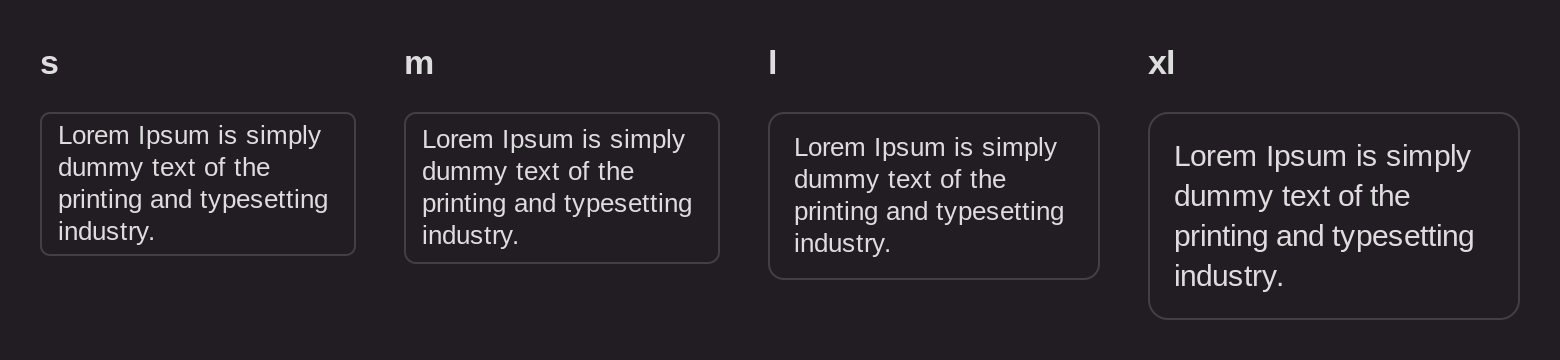 s
Lorem Ipsum is simply
dummy text of the
printing and typesetting
industry.
m
Lorem Ipsum is simply
dummy text of the
printing and typesetting
industry.
l
Lorem Ipsum is simply
dummy text of the
printing and typesetting
industry.
xl
Lorem Ipsum is simply
dummy text of the
printing and typesetting
industry.